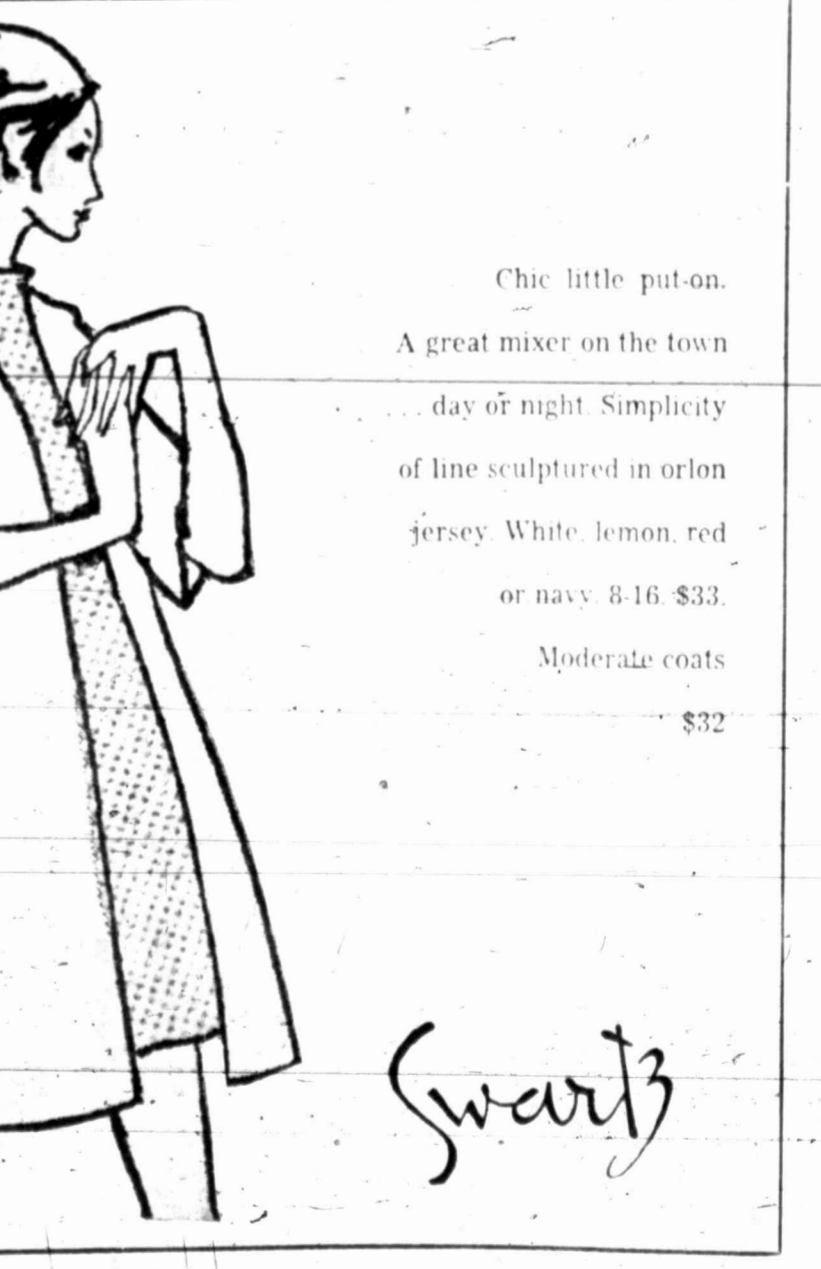 Chic little put-on.
A great mixer on the town
... day or night. Simplicity
of line sculptured in orlon
jersey. White, lemon, red
or navy. 8-16. $33.
Moderate coats
$32
Swartz